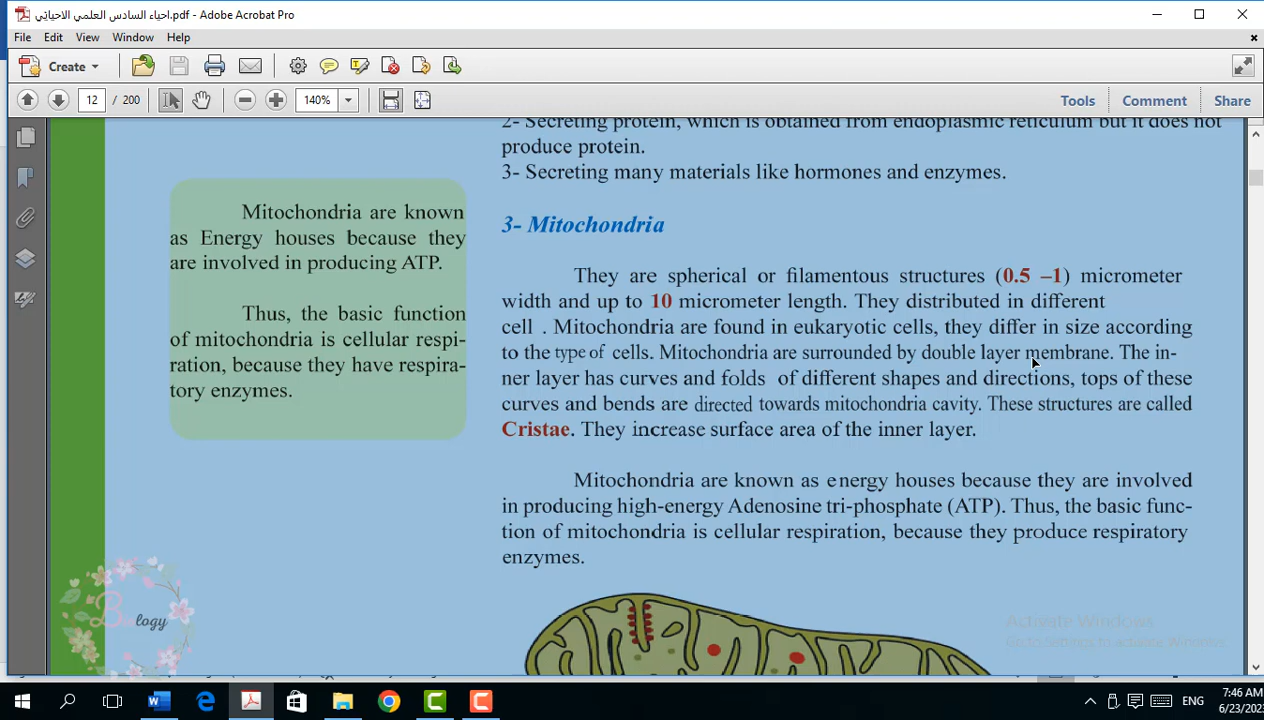 احياء السادس العلمي الاحيائي.pdf - Adobe Acrobat Pro
File Edit View Window Help
Create
12 / 200 140% Tools Comment Share
2- Secreting protein, which is obtained from endoplasmic reticulum but it does not
produce protein.
3- Secreting many materials like hormones and enzymes.
Mitochondria are known
as Energy houses because they
are involved in producing ATP.
Thus, the basic function
of mitochondria is cellular respi-
ration, because they have respira-
tory enzymes.
3- Mitochondria
They are spherical or filamentous structures (0.5 –1) micrometer
width and up to 10 micrometer length. They distributed in different
cell . Mitochondria are found in eukaryotic cells, they differ in size according
to the type of cells. Mitochondria are surrounded by double layer membrane. The in-
ner layer has curves and folds of different shapes and directions, tops of these
curves and bends are directed towards mitochondria cavity. These structures are called
Cristae. They increase surface area of the inner layer.
Mitochondria are known as energy houses because they are involved
in producing high-energy Adenosine tri-phosphate (ATP). Thus, the basic func-
tion of mitochondria is cellular respiration, because they produce respiratory
enzymes.
Biology
Activate Windows
Go to Settings to activate Windows.
ENG
7:46 AM